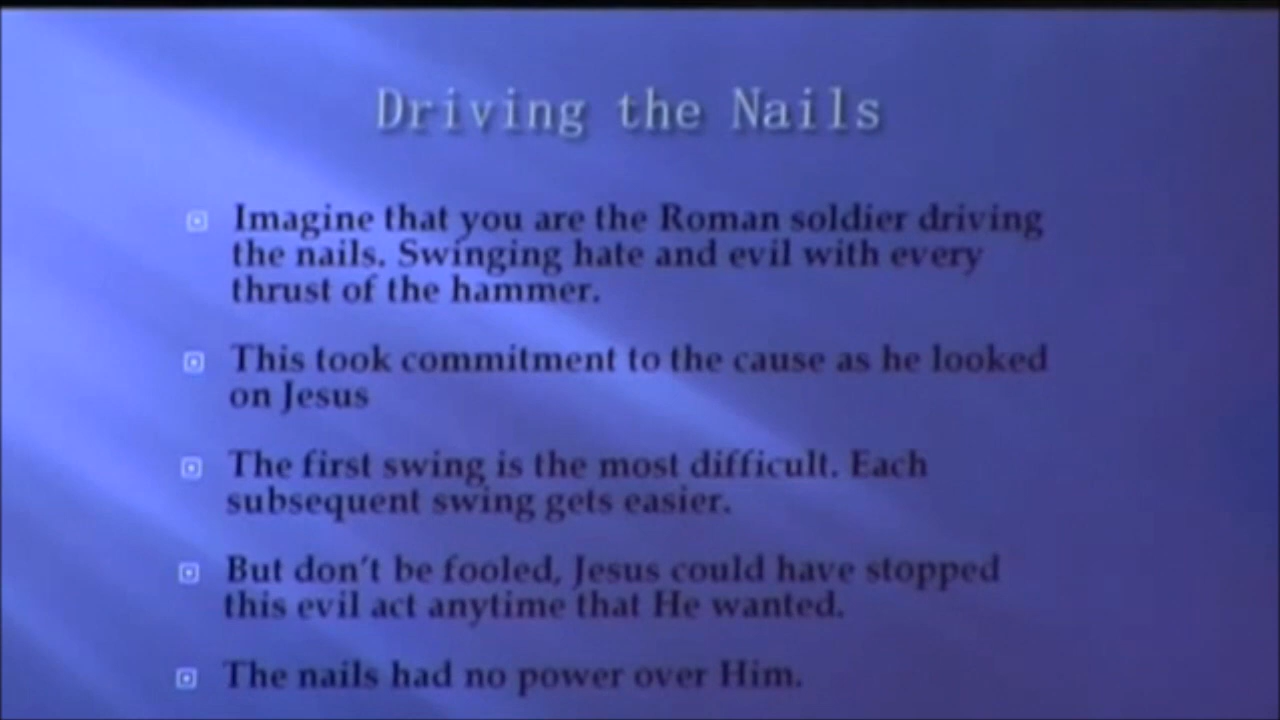 Driving the Nails
Imagine that you are the Roman soldier driving
the nails. Swinging hate and evil with every
thrust of the hammer.
This took commitment to the cause as he looked
on Jesus
The first swing is the most difficult. Each
subsequent swing gets easier.
But don't be fooled, Jesus could have stopped
this evil act anytime that He wanted.
The nails had no power over Him.